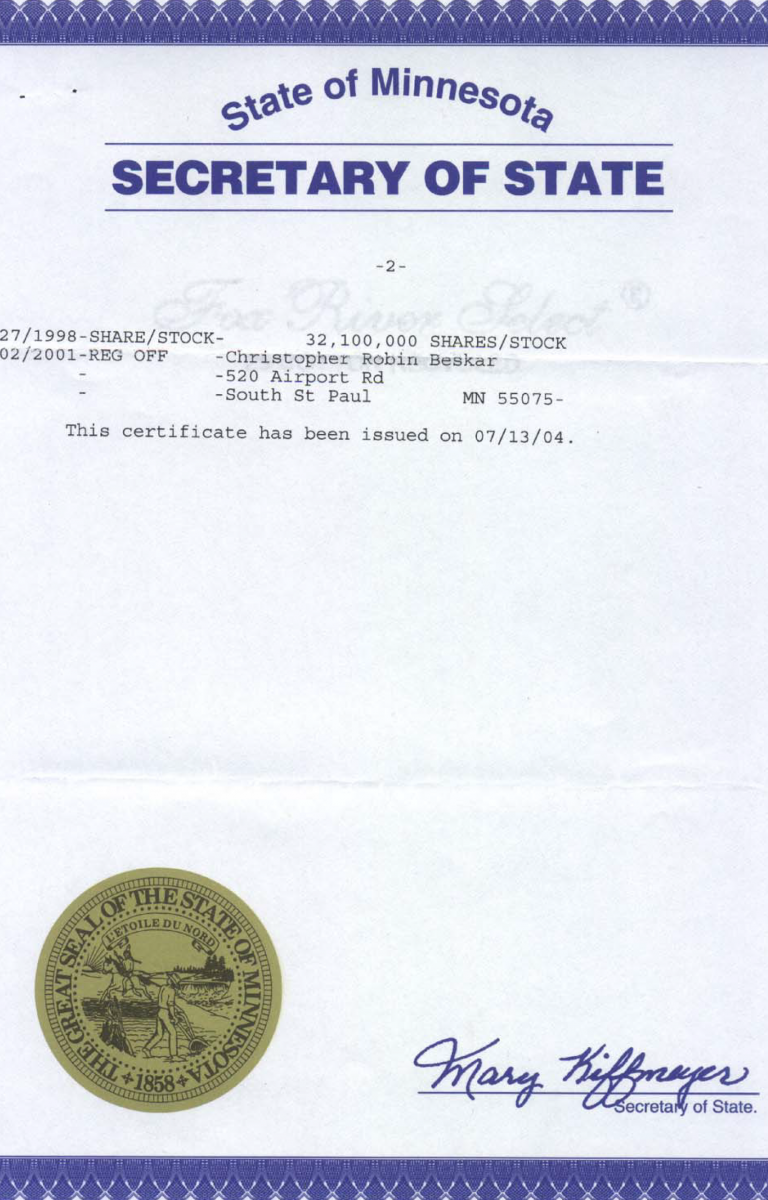 State of Minnesota
SECRETARY OF STATE
-2-
Fox River Select ®
27/1998-SHARE/STOCK- 32,100,000 SHARES/STOCK
02/2001-REG OFF -Christopher Robin Beskar
- -520 Airport Rd
- -South St Paul MN 55075-
This certificate has been issued on 07/13/04.
THE GREAT SEAL OF THE STATE OF MINNESOTA
L'ETOILE DU NORD
1858
Mary Kiffmeyer
Secretary of State.